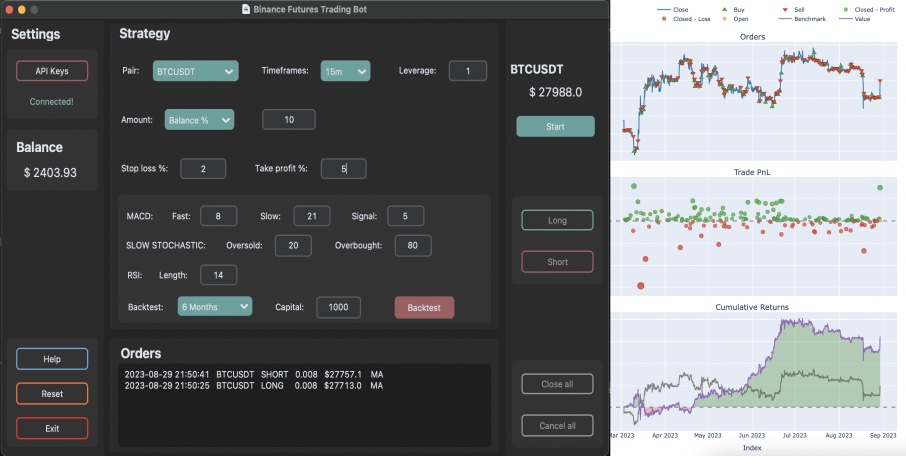 Binance Futures Trading Bot
Settings
API Keys
Connected!
Balance
$ 2403.93
Help
Reset
Exit
Strategy
Pair: BTCUSDT Timeframes: 15m Leverage: 1
Amount: Balance % 10
Stop loss %: 2 Take profit %: 5
MACD: Fast: 8 Slow: 21 Signal: 5
SLOW STOCHASTIC: Oversold: 20 Overbought: 80
RSI: Length: 14
Backtest: 6 Months Capital: 1000 Backtest
Orders
2023-08-29 21:50:41 BTCUSDT SHORT 0.008 $27757.1 MA
2023-08-29 21:50:25 BTCUSDT LONG 0.008 $27713.0 MA
BTCUSDT
$ 27988.0
Start
Long
Short
Close all
Cancel all
Close Buy Sell Closed - Profit
Closed - Loss Open Benchmark Value
Orders
Trade PnL
Cumulative Returns
Mar 2023 Apr 2023 May 2023 Jun 2023 Jul 2023 Aug 2023 Sep 2023
Index